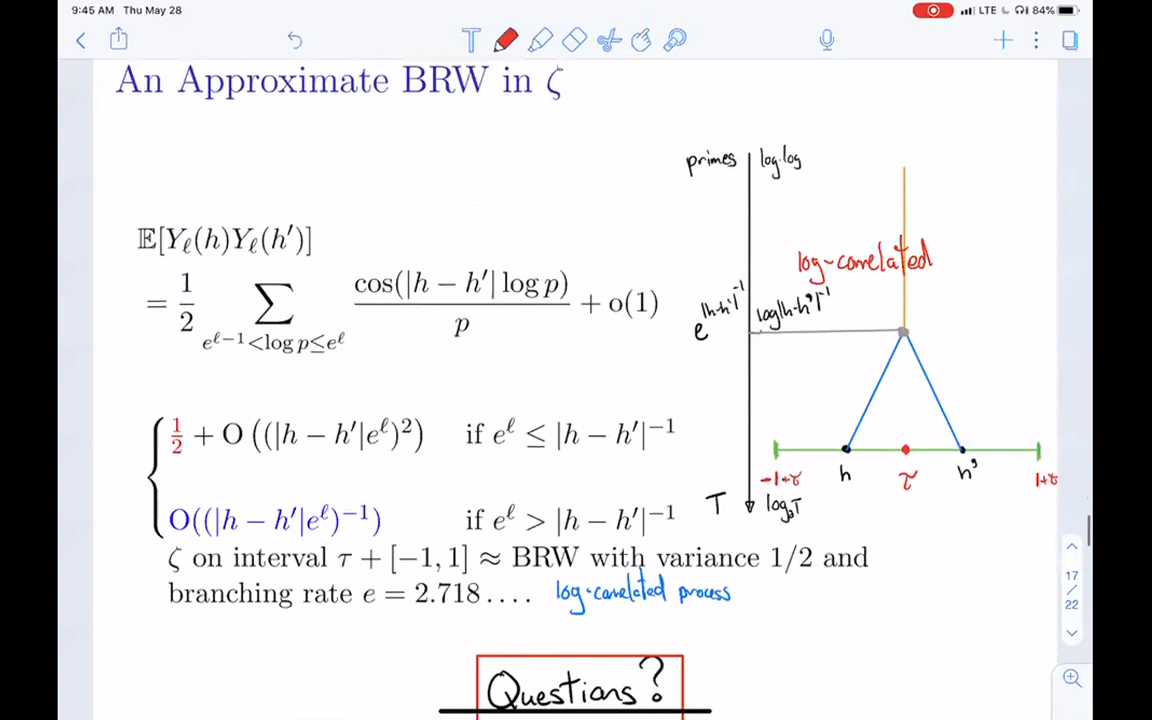 9:45 AM Thu May 28
LTE 84%
An Approximate BRW in ζ
primes | log·log
𝔼[Y_ℓ(h)Y_ℓ(h′)]
log-correlated
= 1/2 ∑_{e^{ℓ−1}<log p≤e^ℓ} cos(|h − h′| log p)/p + o(1)
e^{|h-h'|^{-1}} log|h-h'|^{-1}
1/2 + O((|h − h′|e^ℓ)^2) if e^ℓ ≤ |h − h′|^{−1}
-1+τ h τ h' 1+τ
O((|h − h′|e^ℓ)^{−1}) if e^ℓ > |h − h′|^{−1}
T log₂T
ζ on interval τ + [−1, 1] ≈ BRW with variance 1/2 and
branching rate e = 2.718.... log-correlated process
17
/
22
Questions?